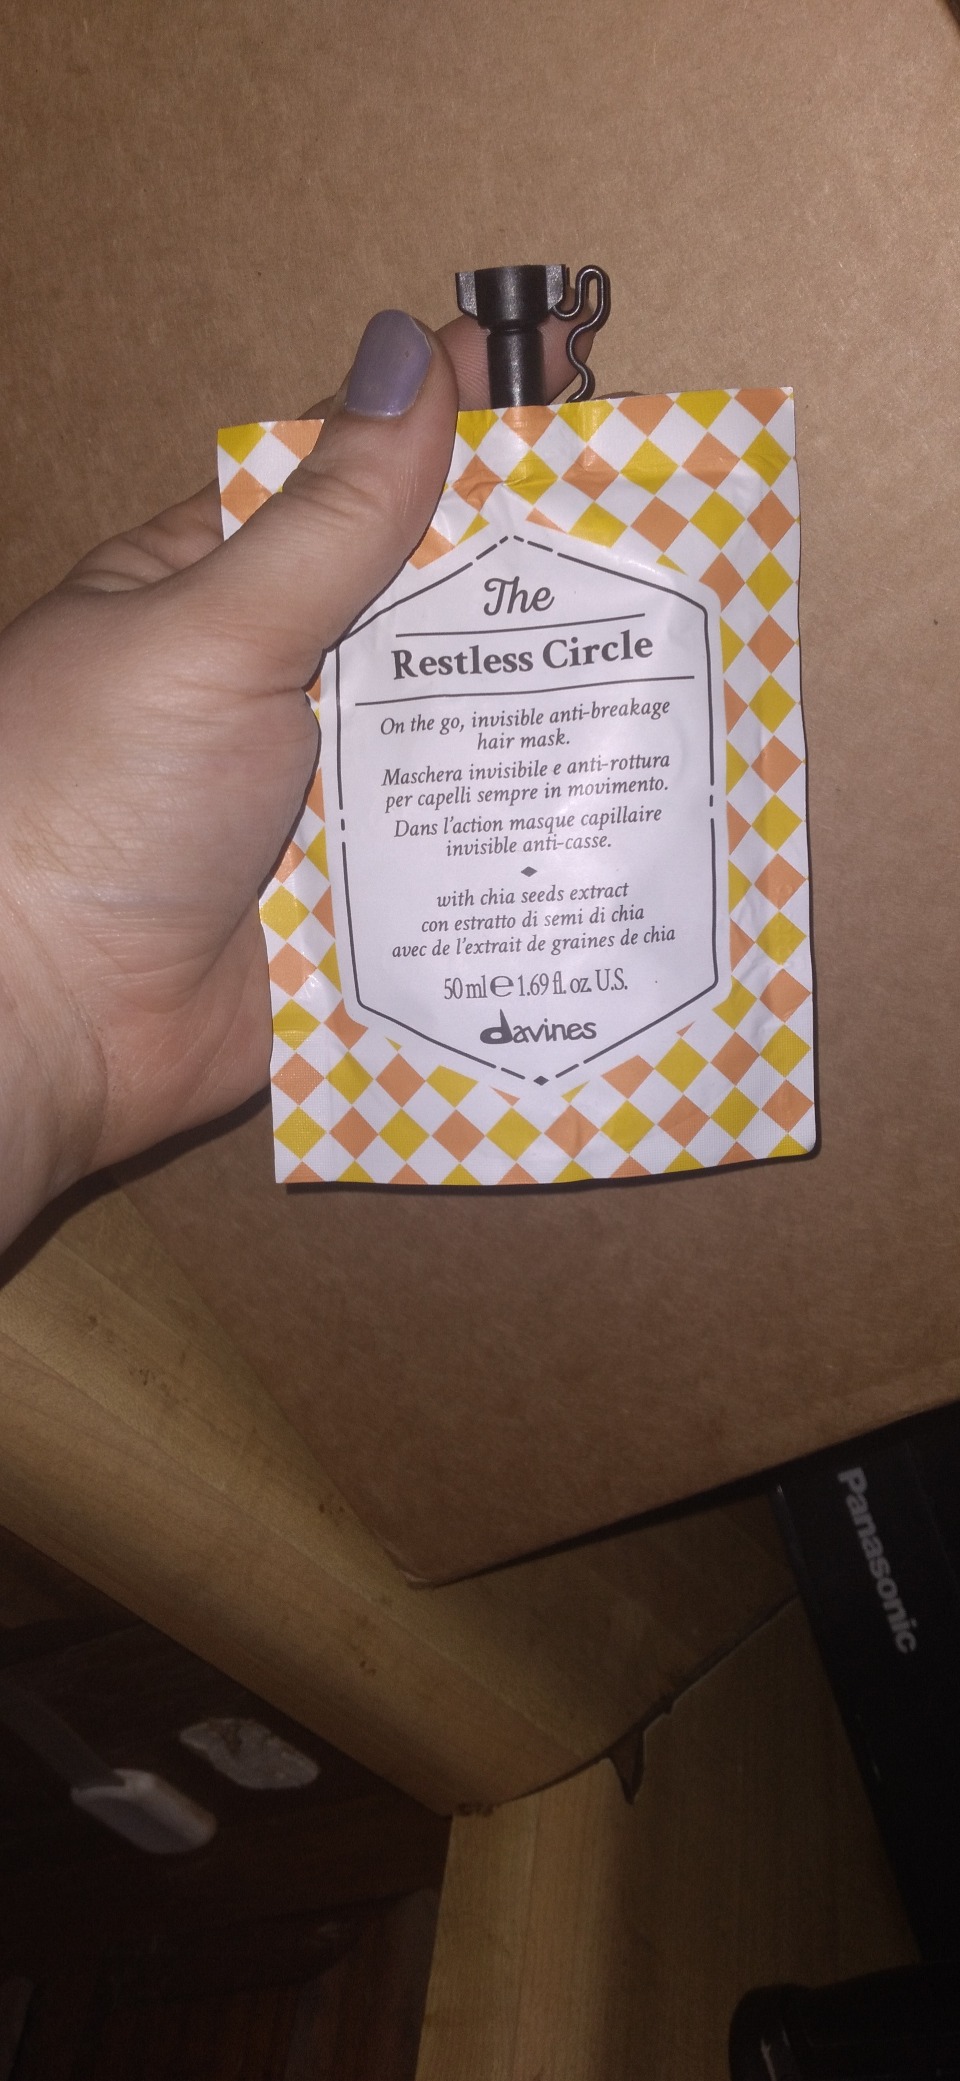 The
Restless Circle
On the go, invisible anti-breakage
hair mask.
Maschera invisibile e anti-rottura
per capelli sempre in movimento.
Dans l'action masque capillaire
invisible anti-casse.
with chia seeds extract
con estratto di semi di chia
avec de l'extrait de graines de chia
50 ml ℮ 1.69 fl. oz. U.S.
davines
Panasonic